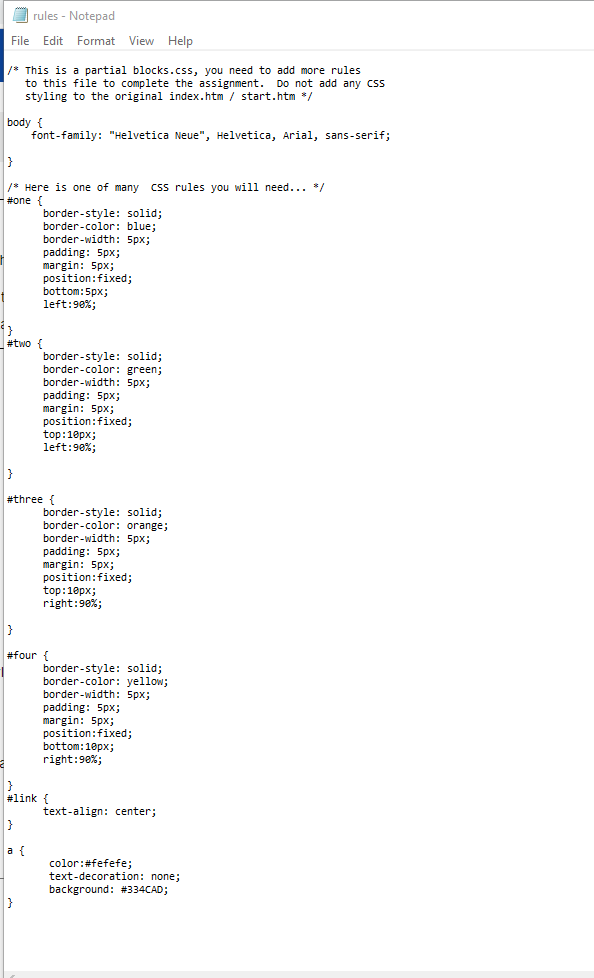 rules - Notepad
File Edit Format View Help
/* This is a partial blocks.css, you need to add more rules
   to this file to complete the assignment.  Do not add any CSS
   styling to the original index.htm / start.htm */
body {
    font-family: "Helvetica Neue", Helvetica, Arial, sans-serif;
}
/* Here is one of many  CSS rules you will need... */
#one {
      border-style: solid;
      border-color: blue;
      border-width: 5px;
      padding: 5px;
      margin: 5px;
      position:fixed;
      bottom:5px;
      left:90%;
}
#two {
      border-style: solid;
      border-color: green;
      border-width: 5px;
      padding: 5px;
      margin: 5px;
      position:fixed;
      top:10px;
      left:90%;
}
#three {
      border-style: solid;
      border-color: orange;
      border-width: 5px;
      padding: 5px;
      margin: 5px;
      position:fixed;
      top:10px;
      right:90%;
}
#four {
      border-style: solid;
      border-color: yellow;
      border-width: 5px;
      padding: 5px;
      margin: 5px;
      position:fixed;
      bottom:10px;
      right:90%;
}
#link {
      text-align: center;
}
a {
       color:#fefefe;
       text-decoration: none;
       background: #334CAD;
}